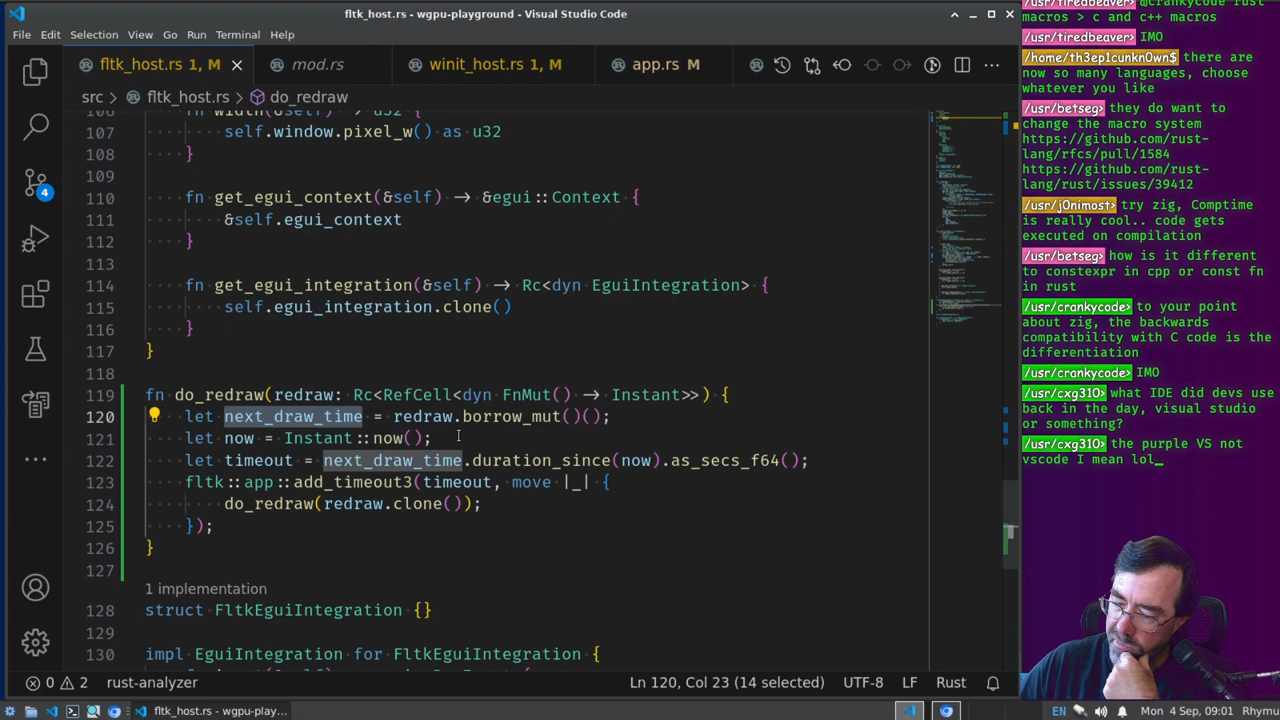 fltk_host.rs - wgpu-playground - Visual Studio Code
File Edit Selection View Go Run Terminal Help
fltk_host.rs 1, M
mod/rs
winit_host.rs 1, M
app.rs M
src > fltk_host.rs > do_redraw
106 fn width(&self) -> u32 {
107 self.window.pixel_w() as u32
108 }
109
110 fn get_egui_context(&self) -> &egui::Context {
111 &self.egui_context
112 }
113
114 fn get_egui_integration(&self) -> Rc<dyn EguiIntegration> {
115 self.egui_integration.clone()
116 }
117 }
118
119 fn do_redraw(redraw: Rc<RefCell<dyn FnMut() -> Instant>>) {
120 let next_draw_time = redraw.borrow_mut()();
121 let now = Instant::now();
122 let timeout = next_draw_time.duration_since(now).as_secs_f64();
123 fltk::app::add_timeout3(timeout, move |_| {
124 do_redraw(redraw.clone());
125 });
126 }
127
1 implementation
128 struct FltkEguiIntegration {}
129
130 impl EguiIntegration for FltkEguiIntegration {
4
0 2 rust-analyzer Ln 120, Col 23 (14 selected) UTF-8 LF Rust
fltk_host.rs - wgpu-play...
EN Mon 4 Sep, 09:01 Rhymu
/usr/tiredbeaver> @crankycode rust
macros > c and c++ macros
/usr/tiredbeaver> IMO
/home/th3ep1cunkn0wn$ there are
now so many languages, choose
whatever you like
/usr/betseg> they do want to
change the macro system
https://github.com/rust-
lang/rfcs/pull/1584
https://github.com/rust-
lang/rust/issues/39412
/usr/j0nimost> try zig, Comptime
is really cool.. code gets
executed on compilation
/usr/betseg> how is it different
to constexpr in cpp or const fn
in rust
/usr/crankycode> to your point
about zig, the backwards
compatibility with C code is the
differentiation
/usr/crankycode> IMO
/usr/cxg310> what IDE did devs use
back in the day, visual studio
or something?
/usr/cxg310> the purple VS not
vscode I mean lol_